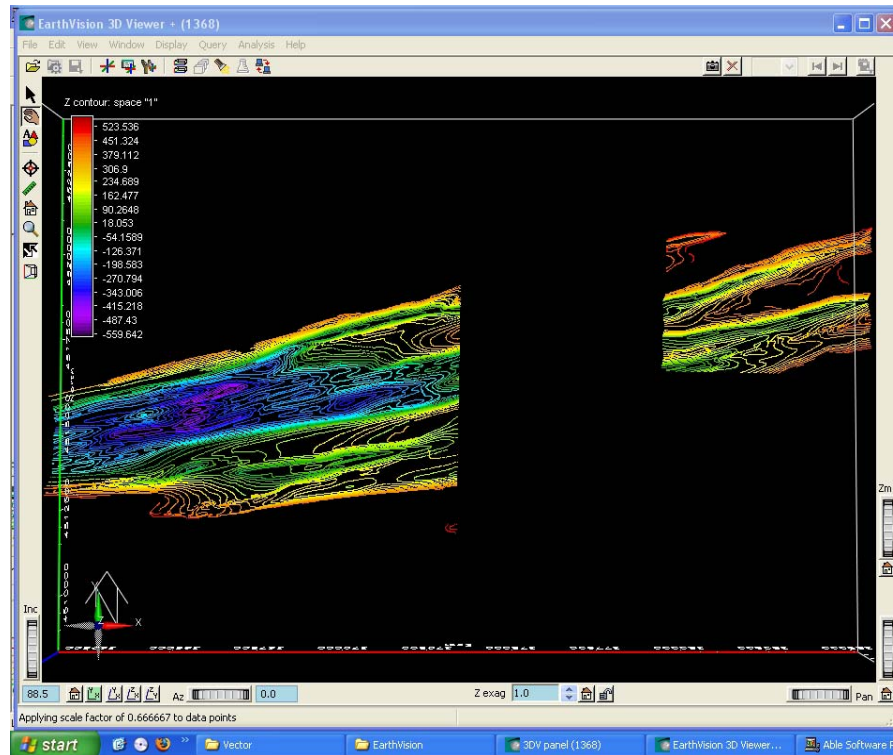 EarthVision 3D Viewer + (1368)
File Edit View Window Display Query Analysis Help
Z contour: space "1"
523.536
451.324
379.112
306.9
234.689
162.477
90.2648
18.053
-54.1589
-126.371
-198.583
-270.794
-343.006
-415.218
-487.43
-559.642
Zm
Y
Z X
Inc
88.5 Az 0.0 Z exag 1.0 Pan
Applying scale factor of 0.666667 to data points
start Vector EarthVision 3DV panel (1368) EarthVision 3D Viewer... Able Software